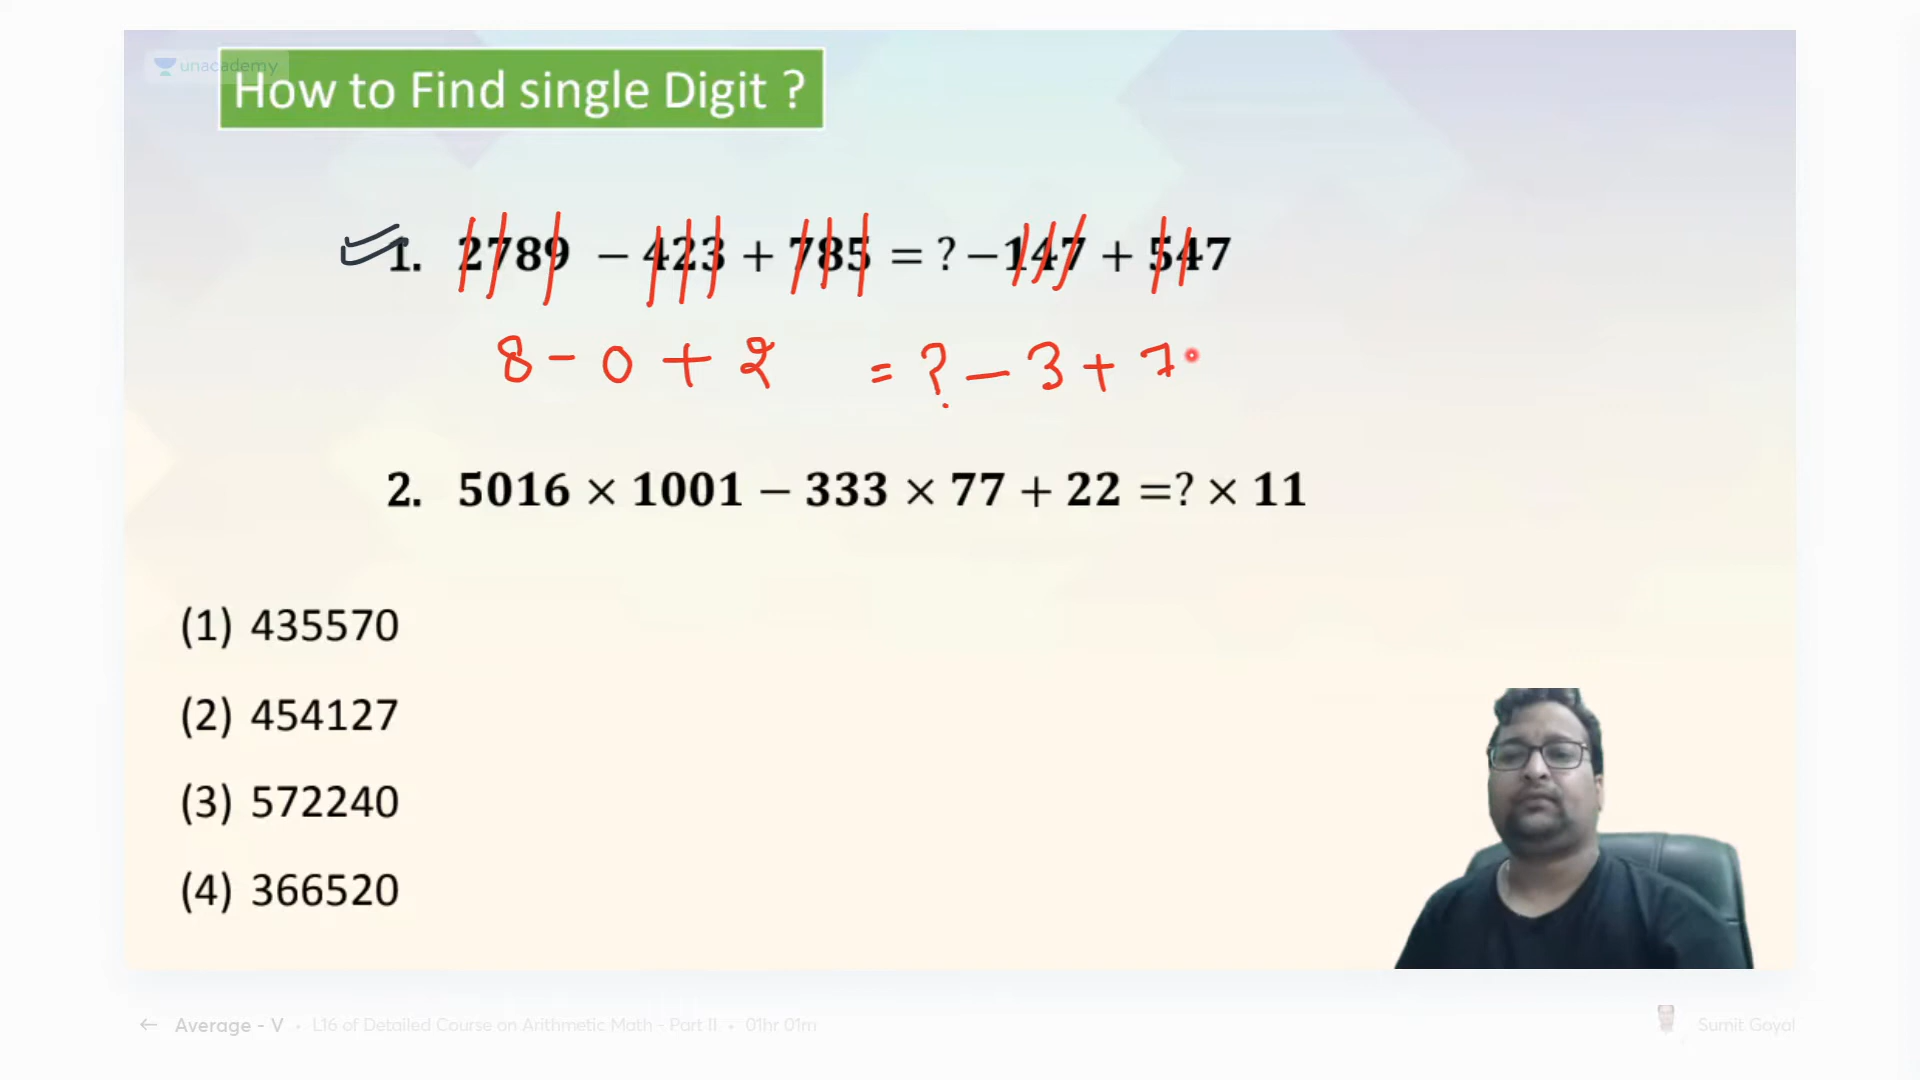 unacademy
How to Find single Digit ?
1. 2789 − 423 + 785 = ? − 147 + 547
8 − 0 + 2 = ? − 3 + 7
2. 5016 × 1001 − 333 × 77 + 22 =? × 11
(1) 435570
(2) 454127
(3) 572240
(4) 366520
← Average - V • L16 of Detailed Course on Arithmetic Math - Part II • 01hr 01m
Sumit Goyal